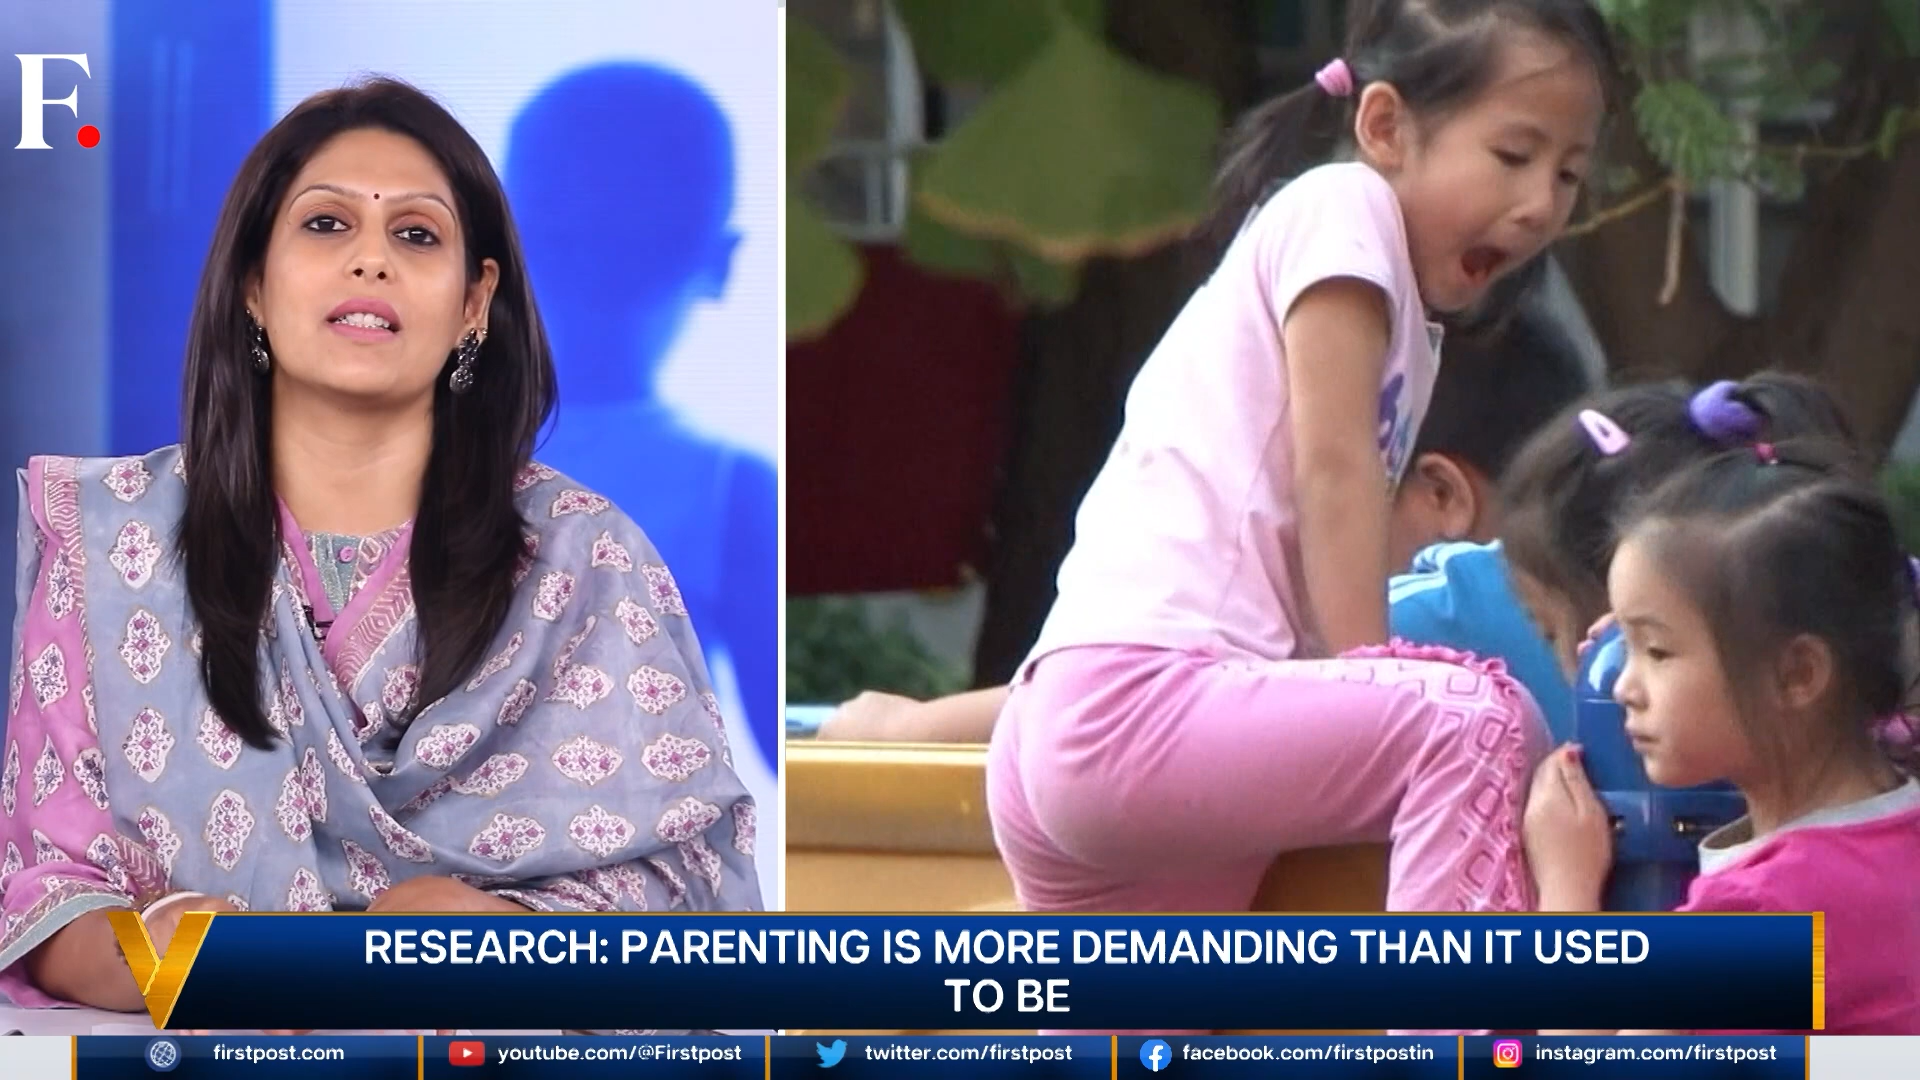 F.
RESEARCH: PARENTING IS MORE DEMANDING THAN IT USED
TO BE
V
firstpost.com
youtube.com/@Firstpost
twitter.com/firstpost
facebook.com/firstpostin
instagram.com/firstpost